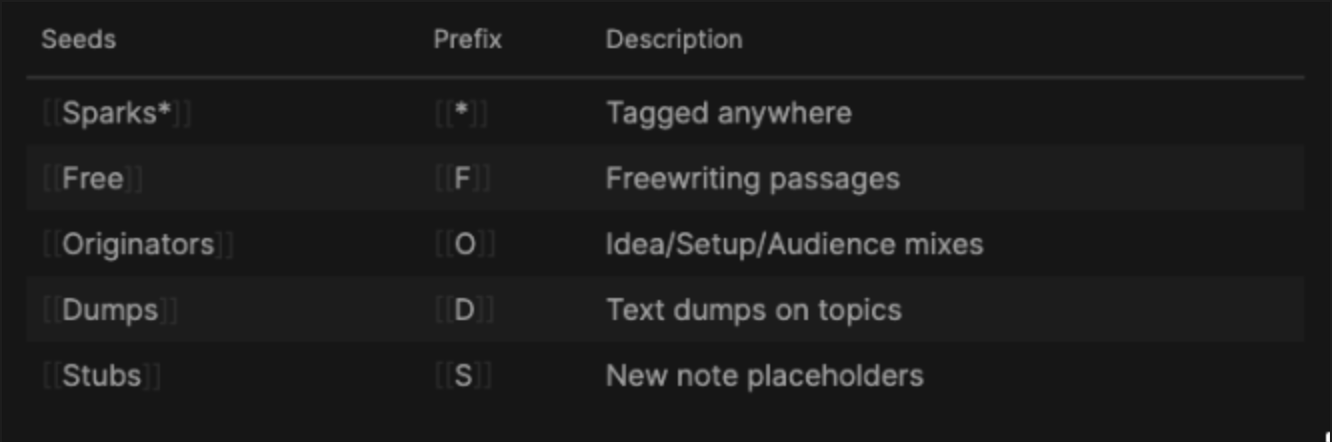 Seeds Prefix Description
[[Sparks*]] [[*]] Tagged anywhere
[[Free]] [[F]] Freewriting passages
[[Originators]] [[O]] Idea/Setup/Audience mixes
[[Dumps]] [[D]] Text dumps on topics
[[Stubs]] [[S]] New note placeholders